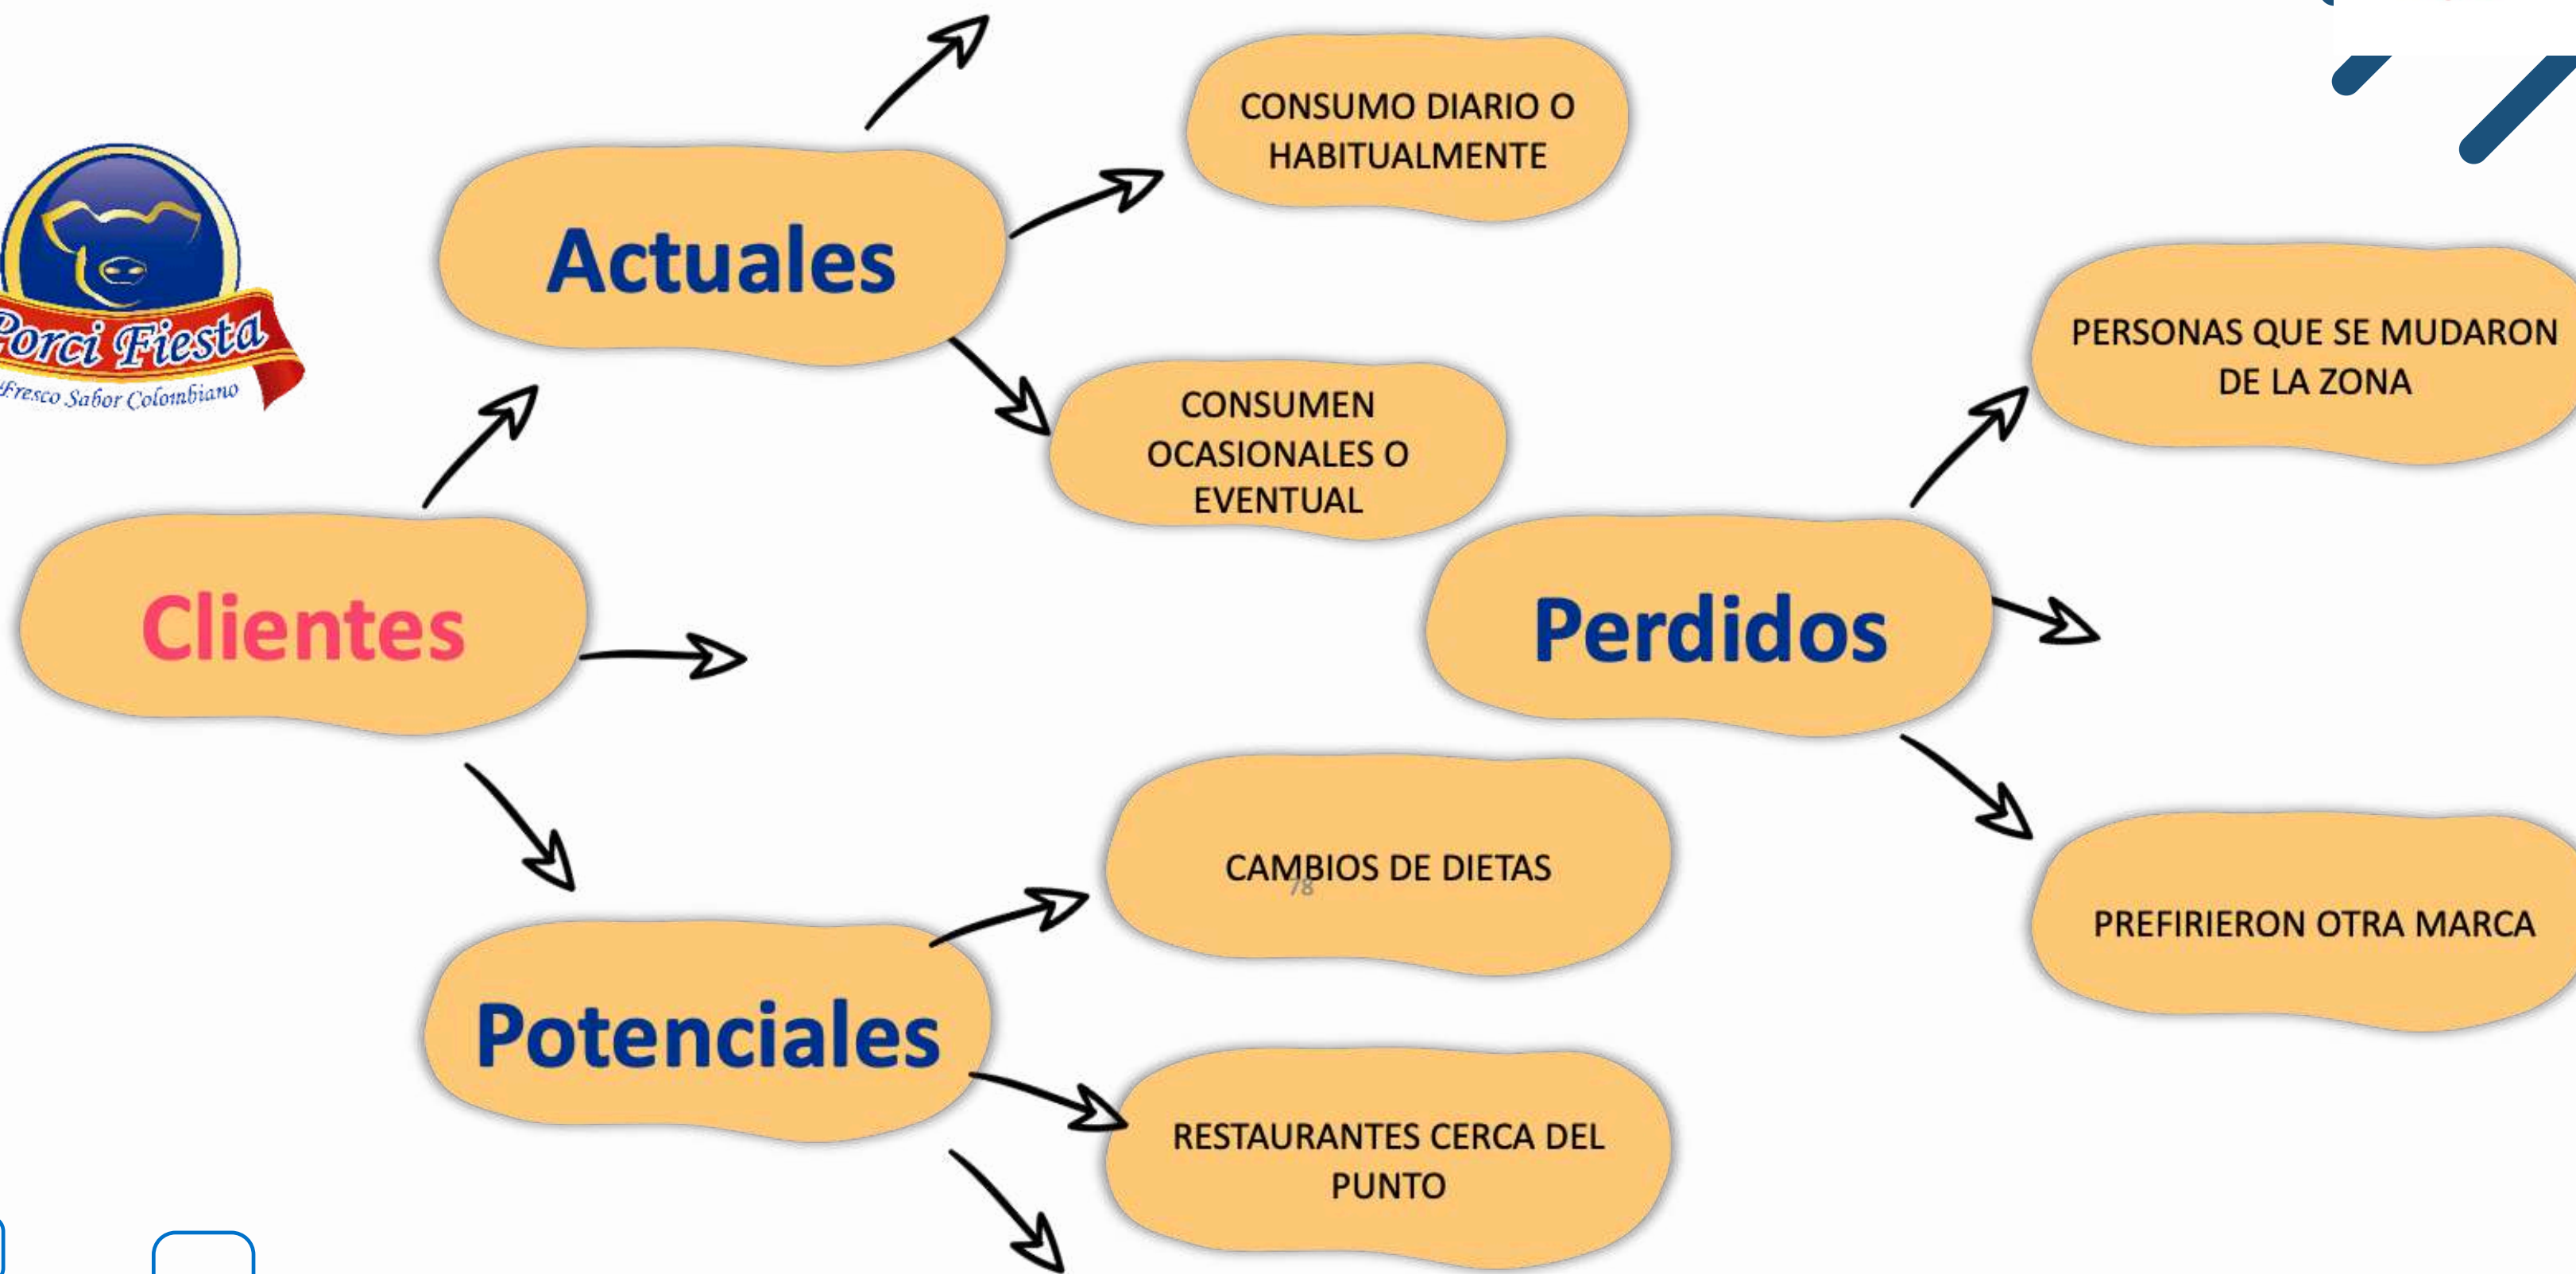 Porci Fiesta
Fresco Sabor Colombiano
Clientes
Actuales
CONSUMO DIARIO O
HABITUALMENTE
CONSUMEN
OCASIONALES O
EVENTUAL
Perdidos
PERSONAS QUE SE MUDARON
DE LA ZONA
PREFIRIERON OTRA MARCA
Potenciales
CAMBIOS DE DIETAS
78
RESTAURANTES CERCA DEL
PUNTO